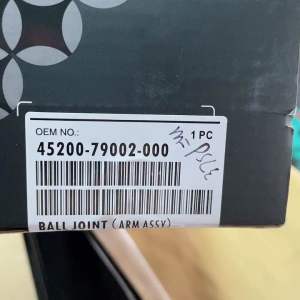 OEM NO.:
1 PC
45200-79002-000
BALL JOINT (ARM ASSY)